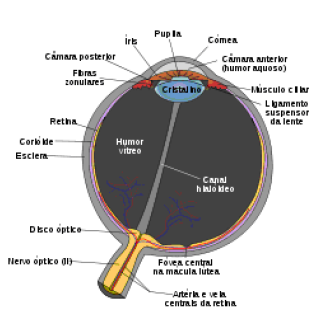 Pupila
Íris
Córnea
Câmara posterior
Câmara anterior
(humor aquoso)
Fibras
zonulares
Cristalino
Músculo ciliar
Ligamento
suspensor
da lente
Retina
Corióide
Esclera
Humor
vítreo
Canal
hialóideo
Disco óptico
Nervo óptico (II)
Fóvea central
na mácula lútea
Artéria e veia
centrais da retina